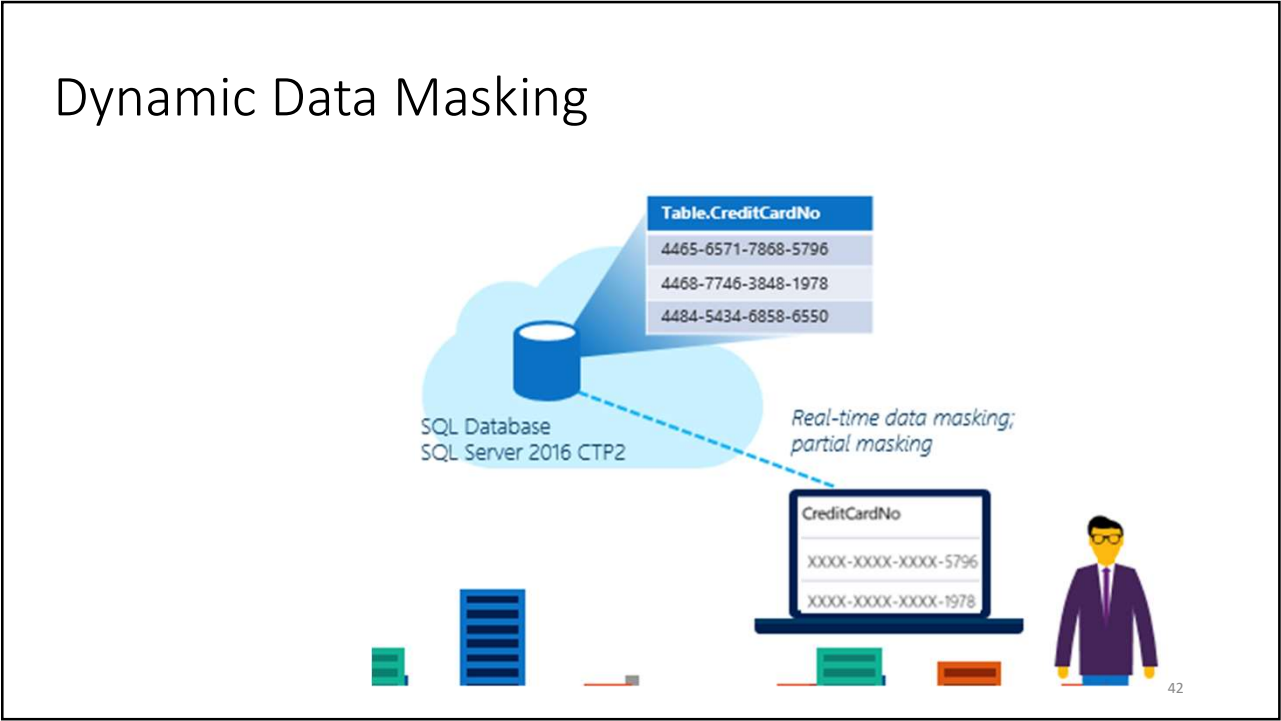 Dynamic Data Masking
Table.CreditCardNo
4465-6571-7868-5796
4468-7746-3848-1978
4484-5434-6858-6550
SQL Database
SQL Server 2016 CTP2
Real-time data masking;
partial masking
CreditCardNo
XXXX-XXXX-XXXX-5796
XXXX-XXXX-XXXX-1978
42